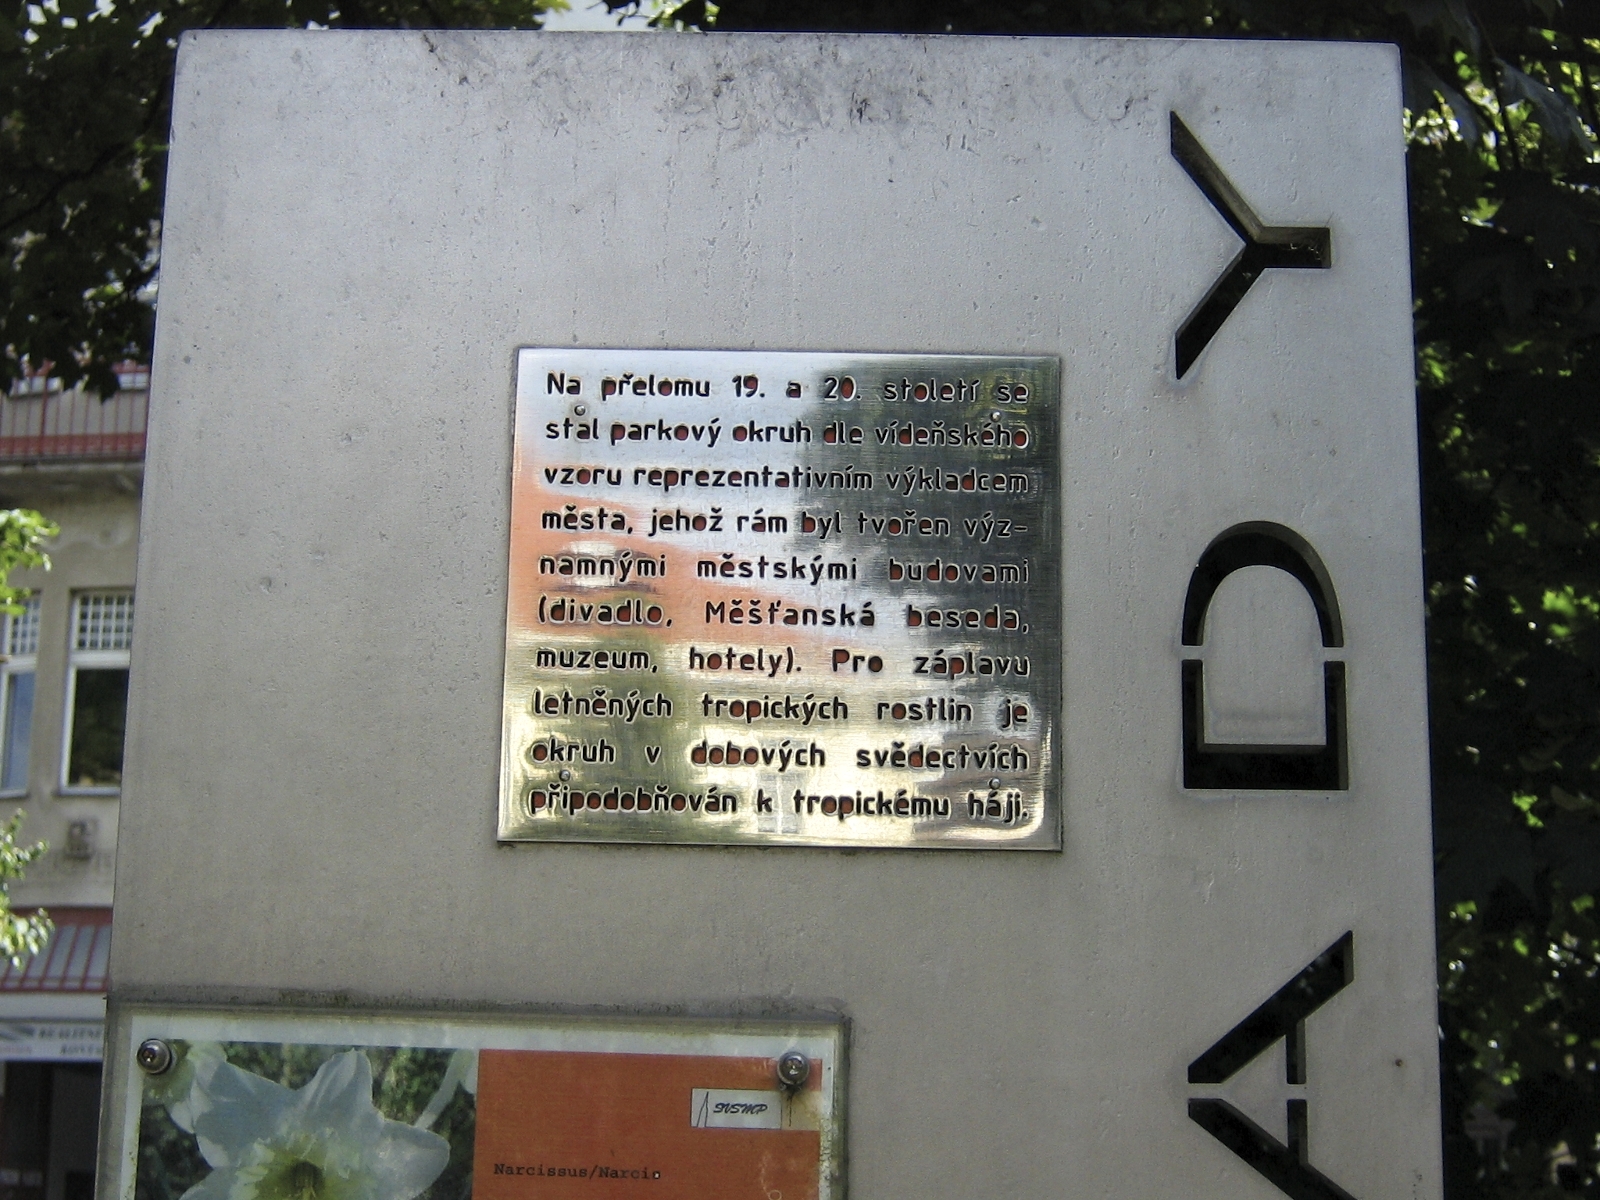 Na přelomu 19. a 20. století se
stal parkový okruh dle vídeňského
vzoru reprezentativním výkladcem
města, jehož rám byl tvořen výz-
namnými městskými budovami
(divadlo, Měšťanská beseda,
muzeum, hotely). Pro záplavu
letněných tropických rostlin je
okruh v dobových svědectvích
připodobňován k tropickému háji.
ADY
SVSMP
Narcissus/Narcis